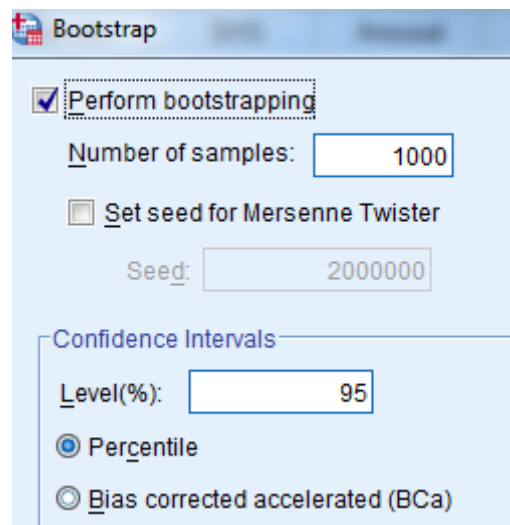 Bootstrap
Perform bootstrapping
Number of samples: 1000
Set seed for Mersenne Twister
Seed: 2000000
Confidence Intervals
Level(%): 95
Percentile
Bias corrected accelerated (BCa)